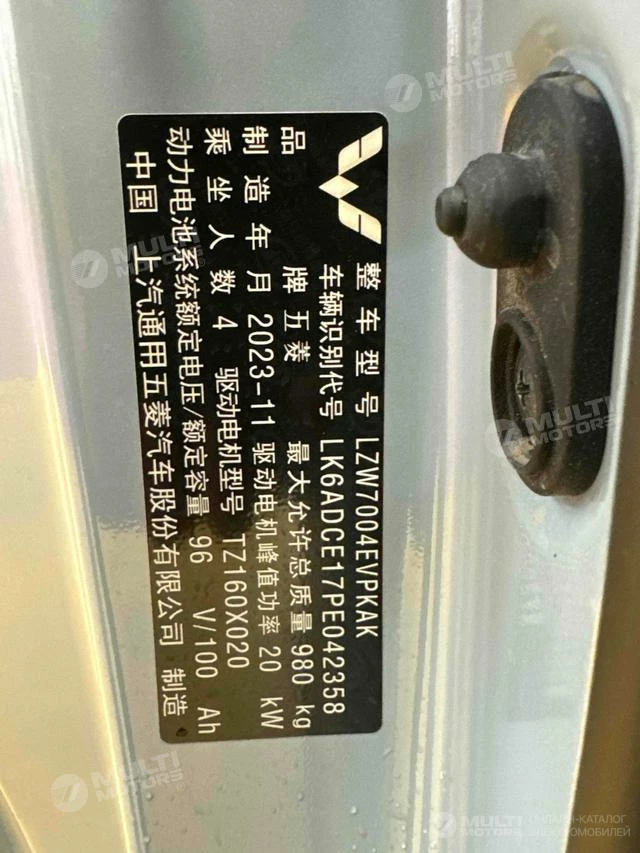 整车型号 LZW7004EVPKAK
车辆识别代号 LK6ADCE17PE042358
品 牌 五菱 最大允许总质量 980 kg
制造年月 2023-11 驱动电机峰值功率 20 kW
乘坐人数 4 驱动电机型号 TZ160X020
动力电池系统额定电压/额定容量 96 V/100 Ah
中国 上汽通用五菱汽车股份有限公司 制造
MULTI
MOTORS
MULTI
MOTORS
MULTI
MOTORS
MULTI
MOTORS
MULTI
MOTORS
ОНЛАЙН-КАТАЛОГ
ЭЛЕКТРОМОБИЛЕЙ